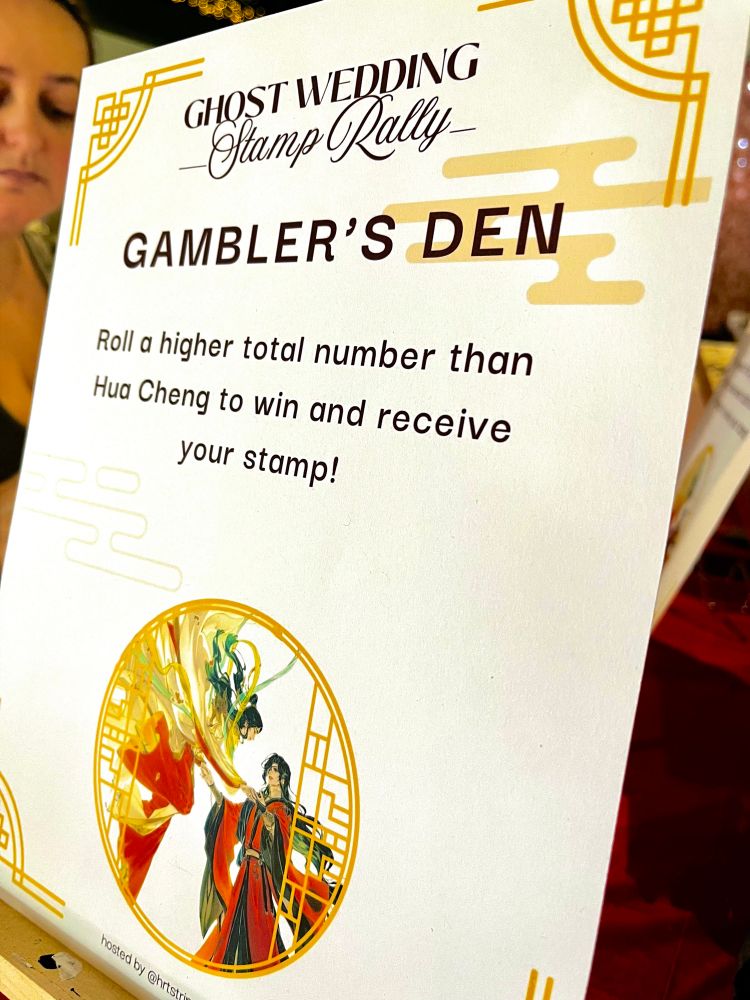 GHOST WEDDING
Stamp Rally
GAMBLER'S DEN
Roll a higher total number than
Hua Cheng to win and receive
your stamp!
hosted by